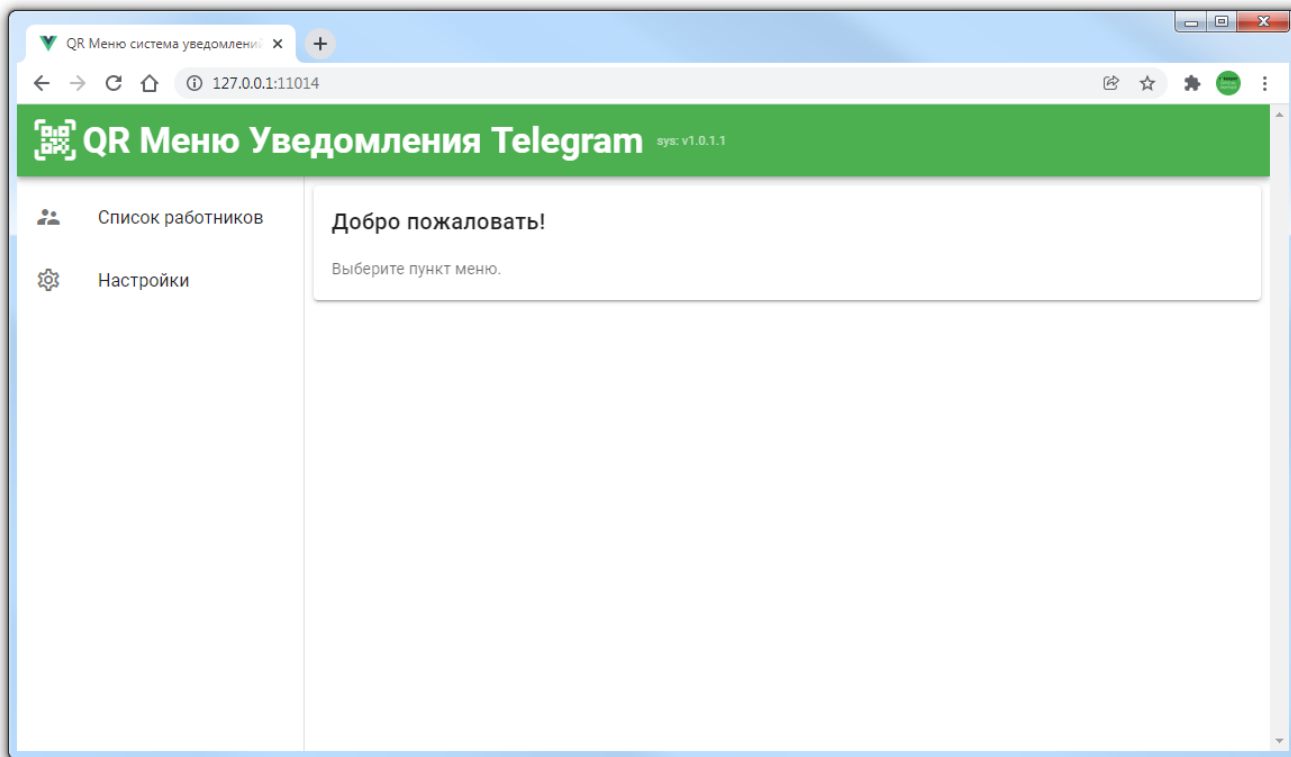 QR Меню система уведомлений
127.0.0.1:11014
QR Меню Уведомления Telegram sys: v1.0.1.1
Список работников
Настройки
Добро пожаловать!
Выберите пункт меню.